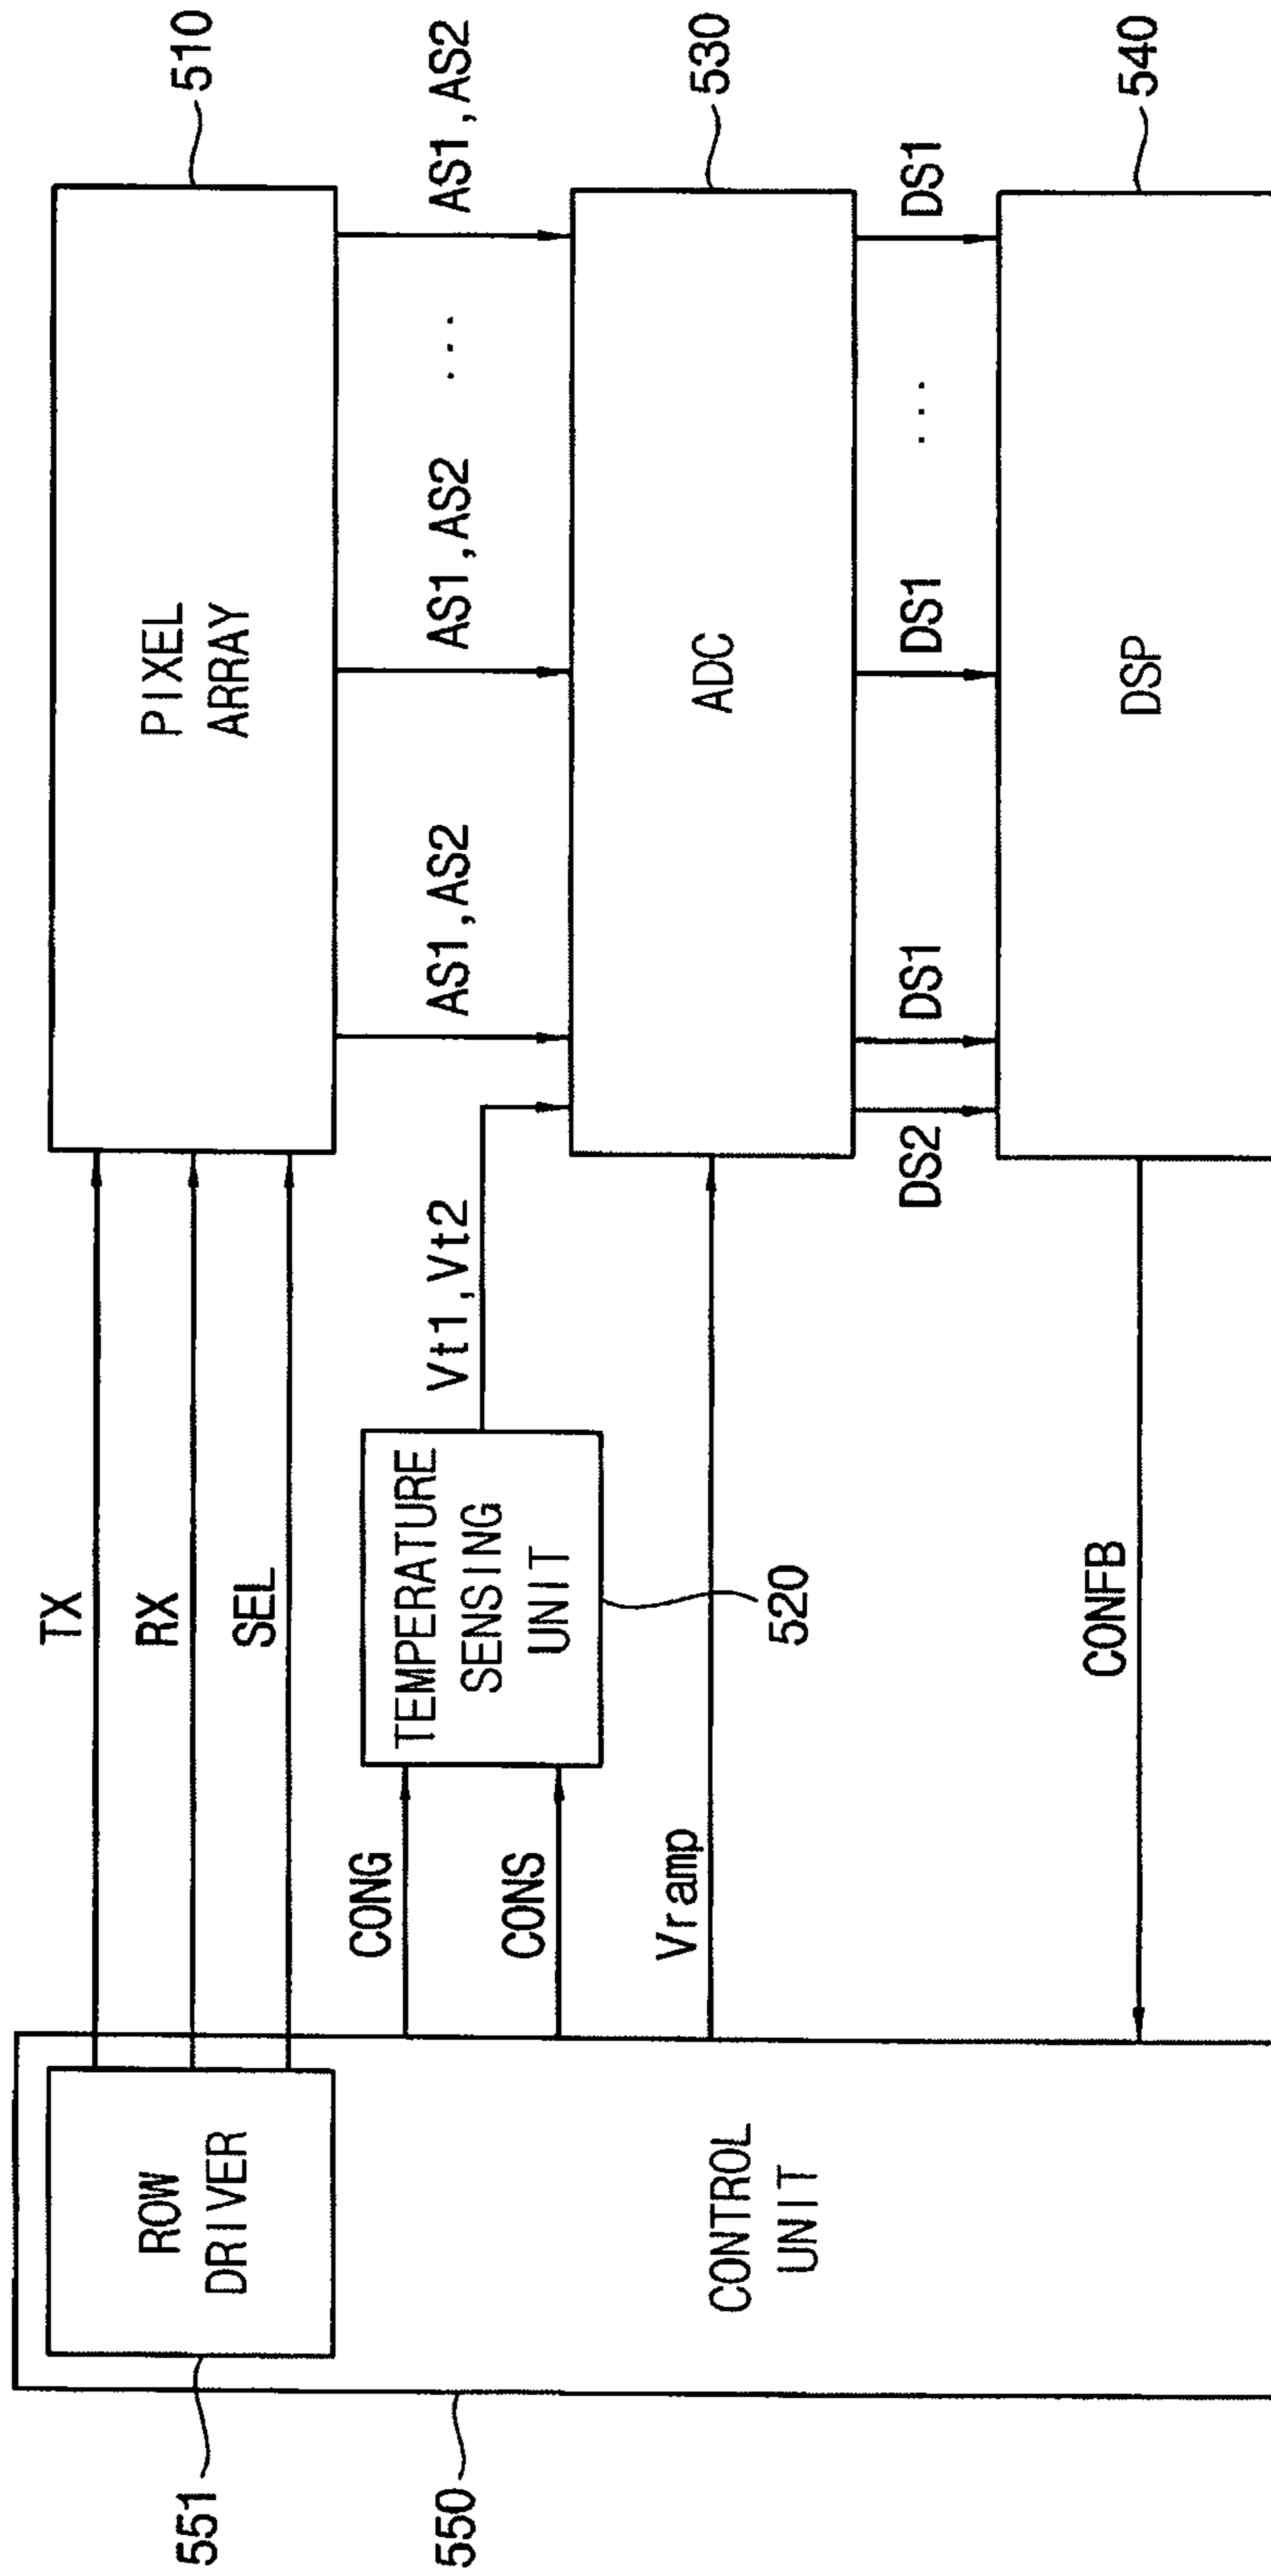 510
PIXEL
ARRAY
TX
RX
SEL
ROW
DRIVER
551
AS1,AS2
AS1,AS2
...
AS1,AS2
Vt1,Vt2
TEMPERATURE
SENSING
UNIT
520
CONG
CONS
530
ADC
Vramp
CONTROL
UNIT
550
DS2
DS1
DS1
...
DS1
540
DSP
CONFB